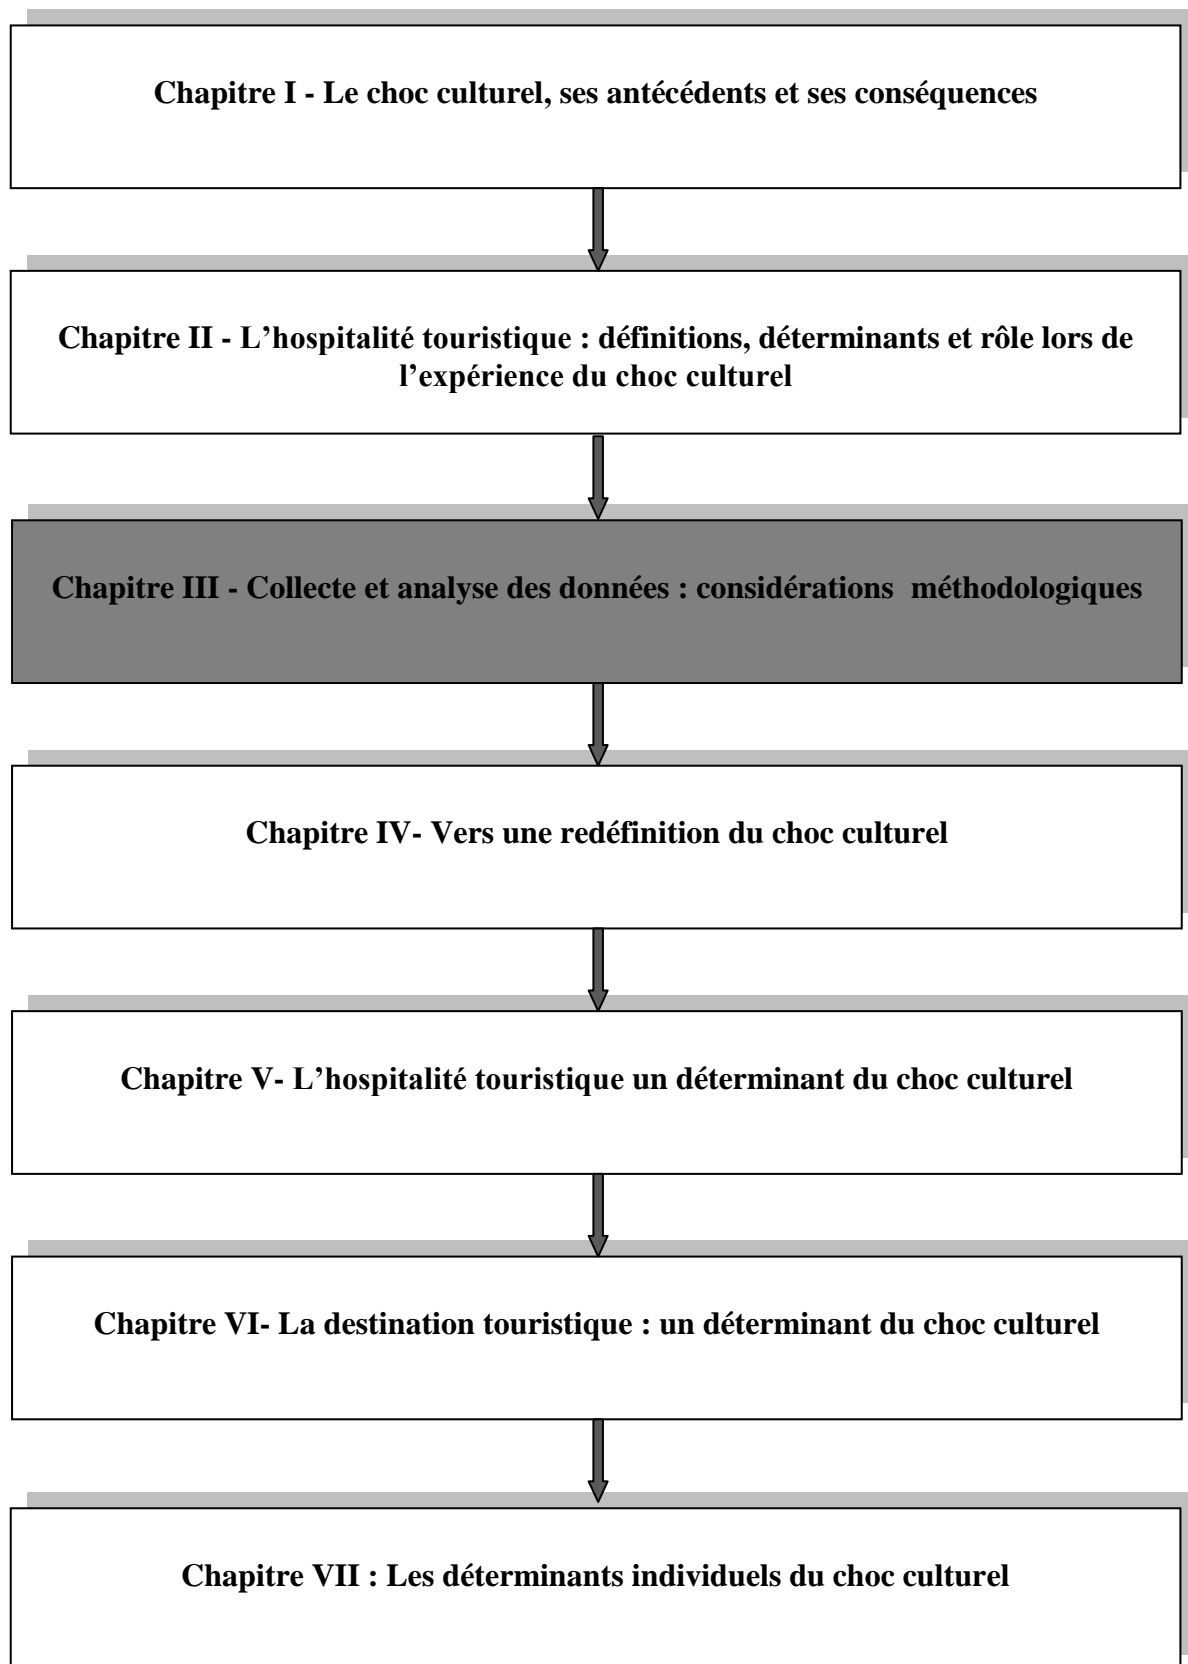 Chapitre I - Le choc culturel, ses antécédents et ses conséquences
Chapitre II - L’hospitalité touristique : définitions, déterminants et rôle lors de
l’expérience du choc culturel
Chapitre III - Collecte et analyse des données : considérations  méthodologiques
Chapitre IV- Vers une redéfinition du choc culturel
Chapitre V- L’hospitalité touristique un déterminant du choc culturel
Chapitre VI- La destination touristique : un déterminant du choc culturel
Chapitre VII : Les déterminants individuels du choc culturel